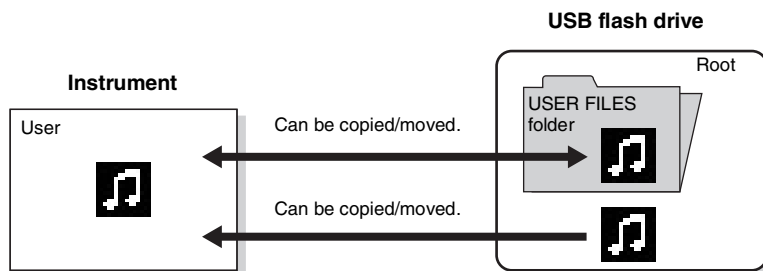 USB flash drive
Instrument
Root
User
USER FILES
folder
Can be copied/moved.
Can be copied/moved.